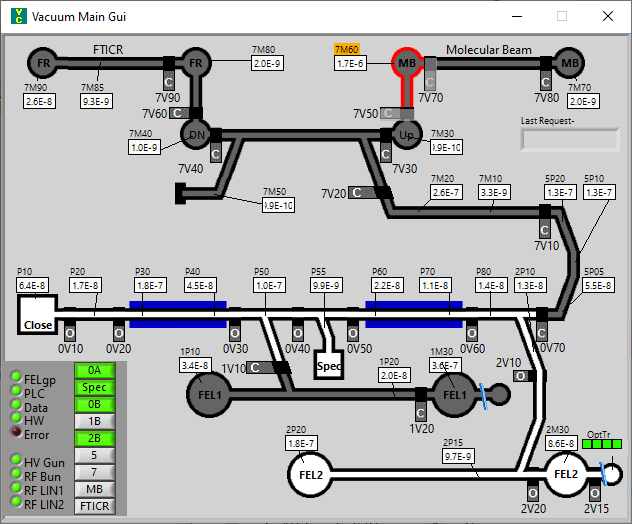 Vacuum Main Gui
FTICR
7M80
2.0E-9
7M60
1.7E-6
Molecular Beam
FR
FR
MB
MB
7M90
2.6E-8
7M85
9.3E-9
7V90
C
7V70
C
7V80
C
7M70
2.0E-9
7V60
C
7V50
C
Last Request-
7M40
1.0E-9
DN
Up
7M30
9.9E-10
7V40
C
7V30
C
7M50
9.9E-10
7V20
C
7M20
2.6E-7
7M10
3.3E-9
5P20
1.3E-7
5P10
1.3E-7
7V10
C
P10
6.4E-8
P20
1.7E-8
P30
1.8E-7
P40
4.5E-8
P50
1.0E-7
P55
9.9E-9
P60
2.2E-8
P70
1.1E-8
P80
1.4E-8
2P10
1.3E-8
5P05
5.5E-8
Close
O
O
O
O
O
O
C
0V10
0V20
0V30
0V40
0V50
0V60
0V70
1P10
3.4E-8
1V10
C
Spec
1P20
2.0E-8
1M30
3.6E-7
2V10
O
FEL1
FEL1
C
1V20
FELgp
PLC
Data
HW
Error
HV Gun
RF Bun
RF LIN1
RF LIN2
0A
Spec
0B
1B
2B
5
7
MB
FTICR
2P20
1.8E-7
2P15
9.7E-9
2M30
8.6E-8
OptTr
FEL2
FEL2
O
O
2V20
2V15